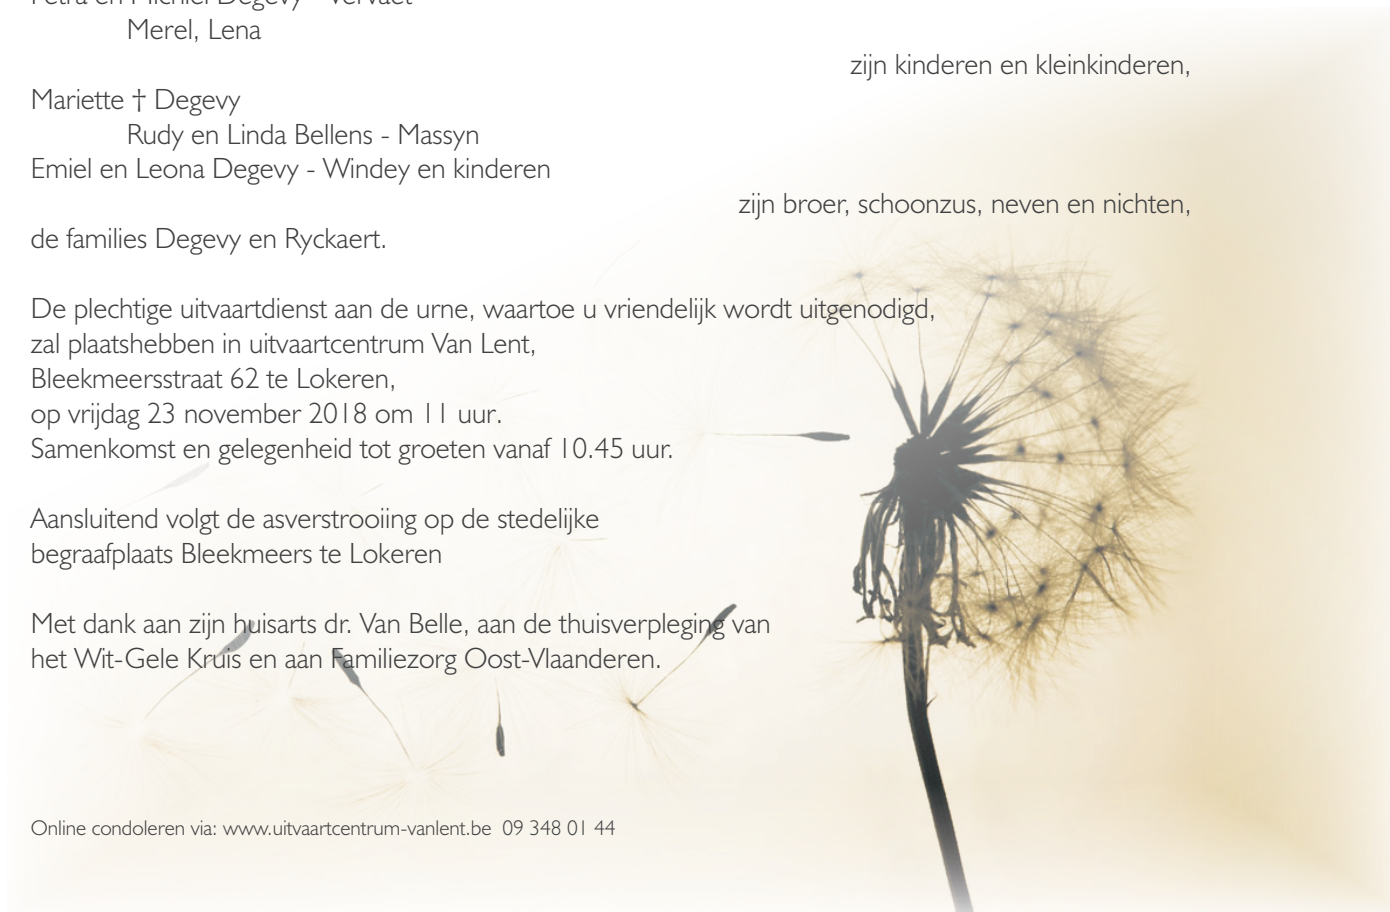 Petra en Michiel Degevy - Vervaet
Merel, Lena
zijn kinderen en kleinkinderen,
Mariette † Degevy
Rudy en Linda Bellens - Massyn
Emiel en Leona Degevy - Windey en kinderen
zijn broer, schoonzus, neven en nichten,
de families Degevy en Ryckaert.
De plechtige uitvaartdienst aan de urne, waartoe u vriendelijk wordt uitgenodigd,
zal plaatshebben in uitvaartcentrum Van Lent,
Bleekmeersstraat 62 te Lokeren,
op vrijdag 23 november 2018 om 11 uur.
Samenkomst en gelegenheid tot groeten vanaf 10.45 uur.
Aansluitend volgt de asverstrooiing op de stedelijke
begraafplaats Bleekmeers te Lokeren
Met dank aan zijn huisarts dr. Van Belle, aan de thuisverpleging van
het Wit-Gele Kruis en aan Familiezorg Oost-Vlaanderen.
Online condoleren via: www.uitvaartcentrum-vanlent.be 09 348 01 44